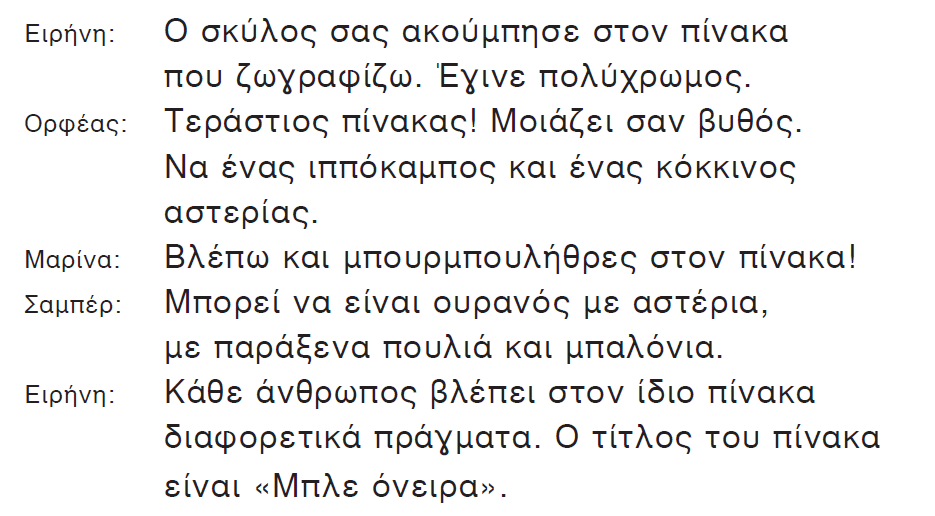 Ειρήνη: Ο σκύλος σας ακούμπησε στον πίνακα
που ζωγραφίζω. Έγινε πολύχρωμος.
Ορφέας: Τεράστιος πίνακας! Μοιάζει σαν βυθός.
Να ένας ιππόκαμπος και ένας κόκκινος
αστερίας.
Μαρίνα: Βλέπω και μπουρμπουλήθρες στον πίνακα!
Σαμπέρ: Μπορεί να είναι ουρανός με αστέρια,
με παράξενα πουλιά και μπαλόνια.
Ειρήνη: Κάθε άνθρωπος βλέπει στον ίδιο πίνακα
διαφορετικά πράγματα. Ο τίτλος του πίνακα
είναι «Μπλε όνειρα».